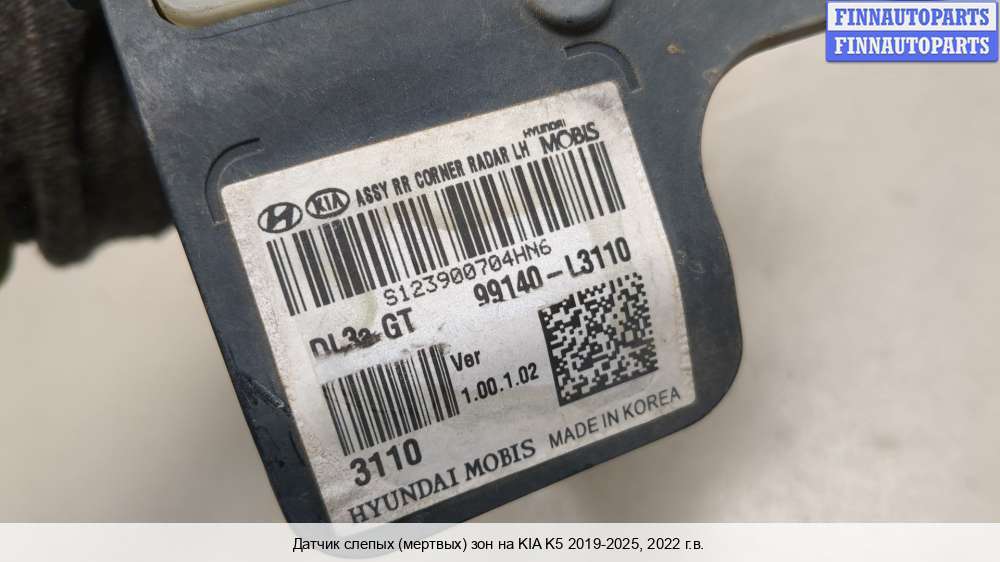 FINNAUTOPARTS
FINNAUTOPARTS
HYUNDAI
MOBIS
KIA ASSY RR CORNER RADAR LH
S123900704HN6
99140-L3110
GT
Ver
1.00.1.02
3110
HYUNDAI MOBIS MADE IN KOREA
Датчик слепых (мертвых) зон на KIA K5 2019-2025, 2022 г.в.